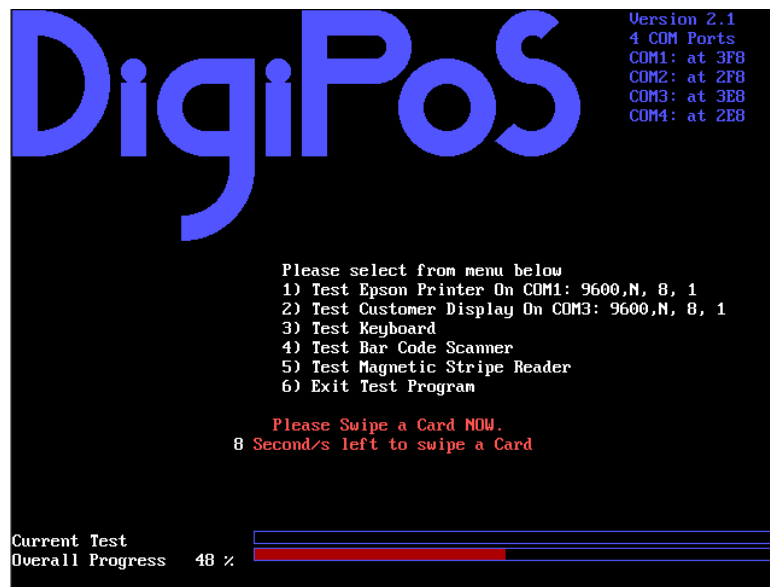 DigiPoS
Version 2.1
4 COM Ports
COM1: at 3F8
COM2: at 2F8
COM3: at 3E8
COM4: at 2E8
Please select from menu below
1) Test Epson Printer On COM1: 9600,N, 8, 1
2) Test Customer Display On COM3: 9600,N, 8, 1
3) Test Keyboard
4) Test Bar Code Scanner
5) Test Magnetic Stripe Reader
6) Exit Test Program
Please Swipe a Card NOW.
8 Second/s left to swipe a Card
Current Test
Overall Progress 48 %